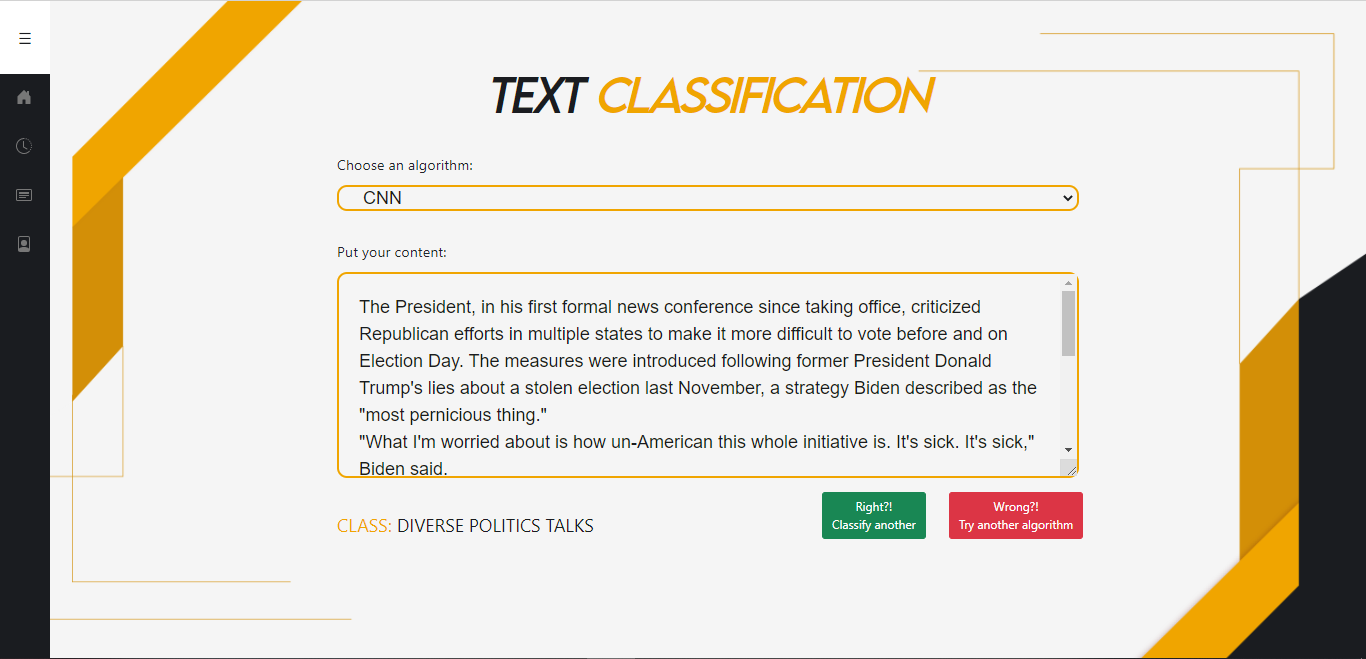 TEXT CLASSIFICATION
Choose an algorithm:
CNN
Put your content:
The President, in his first formal news conference since taking office, criticized
Republican efforts in multiple states to make it more difficult to vote before and on
Election Day. The measures were introduced following former President Donald
Trump's lies about a stolen election last November, a strategy Biden described as the
"most pernicious thing."
"What I'm worried about is how un-American this whole initiative is. It's sick. It's sick,"
Biden said.
CLASS: DIVERSE POLITICS TALKS
Right?!
Classify another
Wrong?!
Try another algorithm